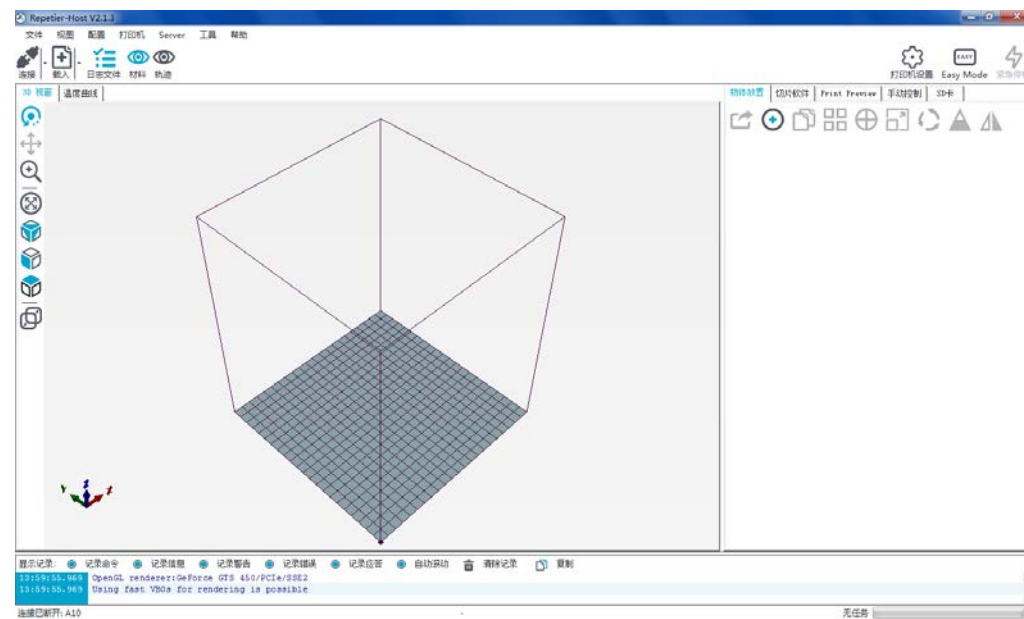 Repetier-Host V2.1.3
文件 视图 配置 打印机 Server 工具 帮助
连接 载入 日志文件 材料 轨迹 打印机设置 Easy Mode 紧急停止
EASY
3D 视窗 温度曲线 物体放置 切片软件 Print Preview 手动控制 SD卡
Y Z X
显示记录: 记录命令 记录信息 记录警告 记录错误 记录应答 自动滚动 清除记录 复制
13:59:55.969 OpenGL renderer:GeForce GTS 450/PCIe/SSE2
13:59:55.969 Using fast VBOs for rendering is possible
连接已断开: A10 - 无任务